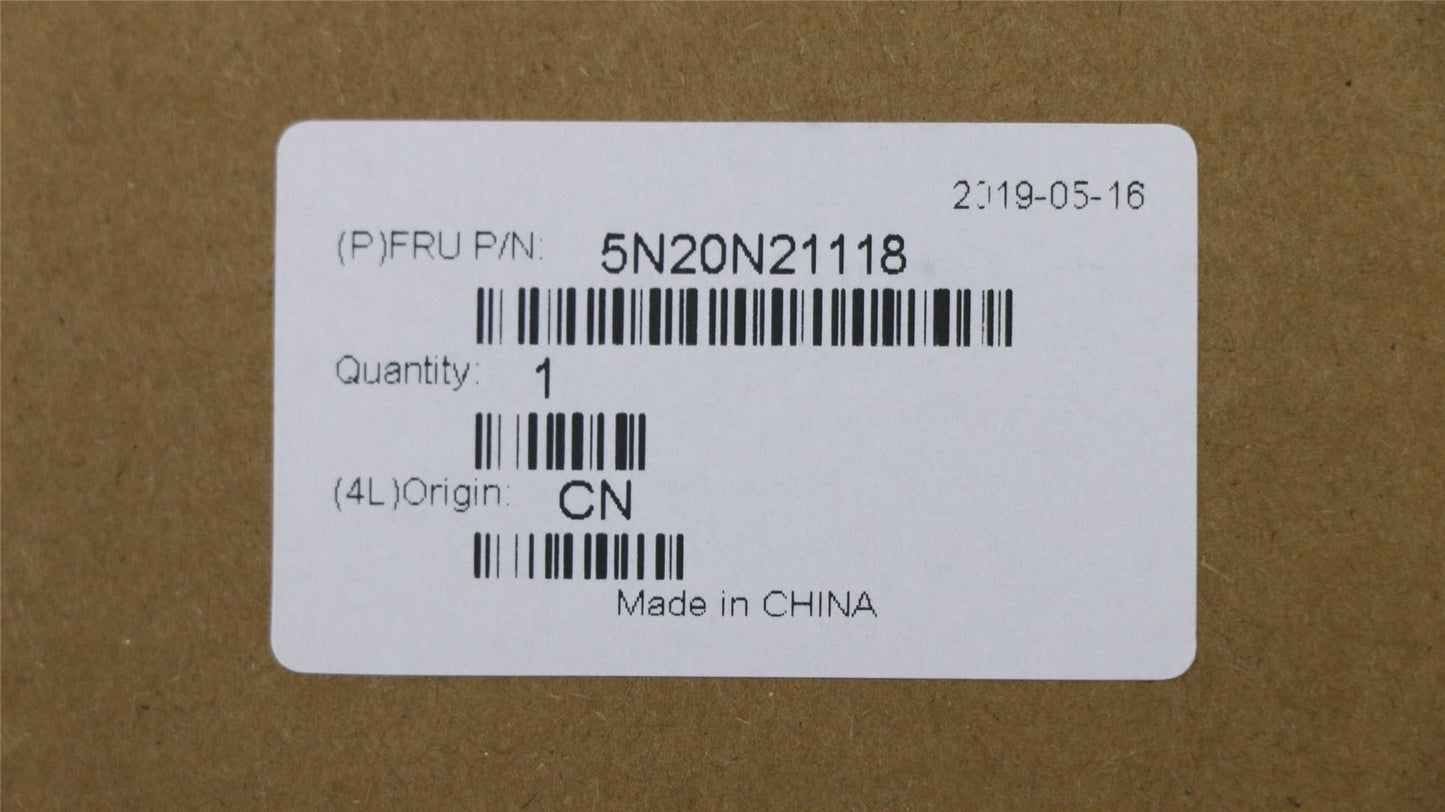 2019-05-16
(P)FRU P/N: 5N20N21118
Quantity: 1
(4L)Origin: CN
Made in CHINA